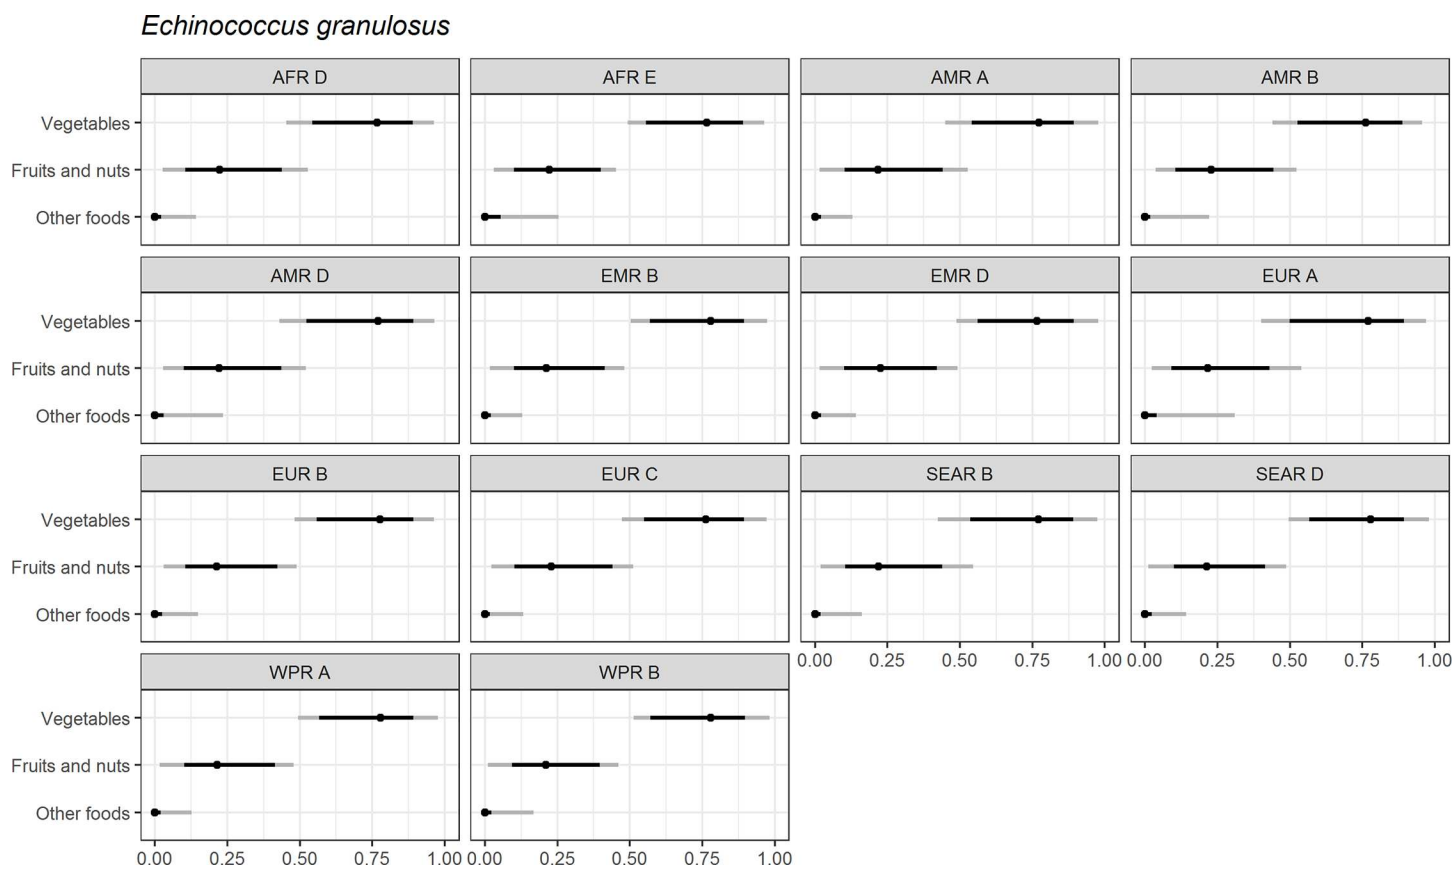 Echinococcus granulosus
AFR D AFR E AMR A AMR B
Vegetables
Fruits and nuts
Other foods
AMR D EMR B EMR D EUR A
Vegetables
Fruits and nuts
Other foods
EUR B EUR C SEAR B SEAR D
Vegetables
Fruits and nuts
Other foods
0.00 0.25 0.50 0.75 1.00 0.00 0.25 0.50 0.75 1.00
WPR A WPR B
Vegetables
Fruits and nuts
Other foods
0.00 0.25 0.50 0.75 1.00 0.00 0.25 0.50 0.75 1.00